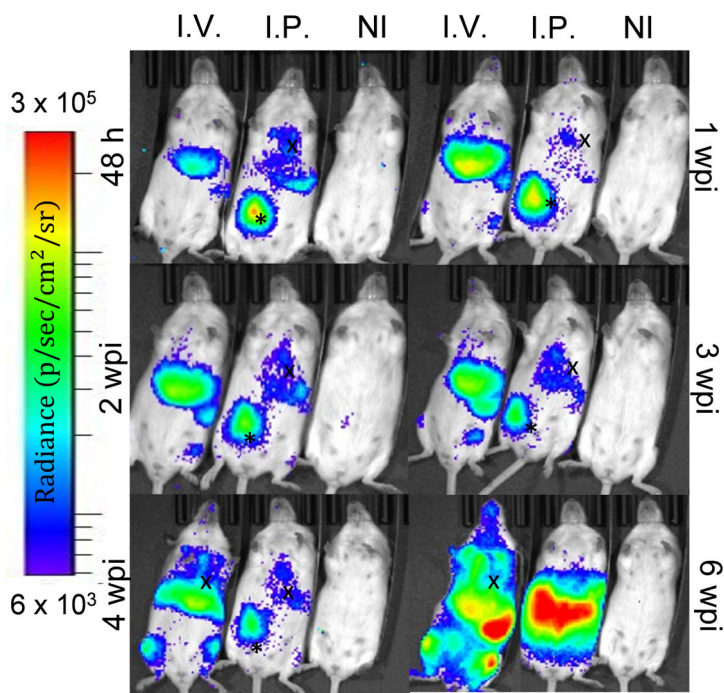 I.V. I.P. NI I.V. I.P. NI
3 x 10⁵
Radiance (p/sec/cm²/sr)
6 x 10³
48 h
1 wpi
x
*
x
*
2 wpi
3 wpi
x
*
x
*
4 wpi
6 wpi
x
x
*
x